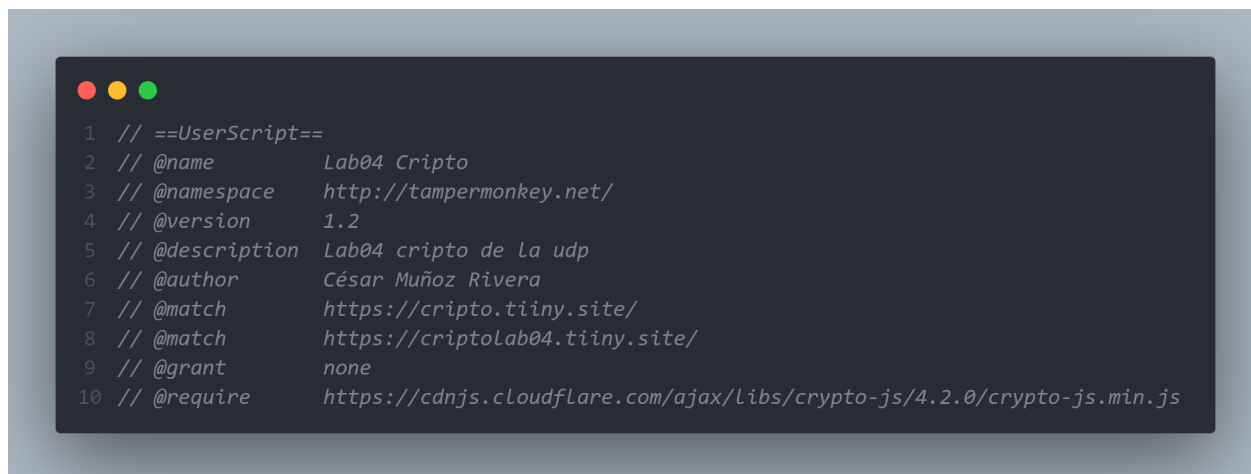 1 // ==UserScript==
2 // @name         Lab04 Cripto
3 // @namespace    http://tampermonkey.net/
4 // @version      1.2
5 // @description  Lab04 cripto de la udp
6 // @author       César Muñoz Rivera
7 // @match        https://cripto.tiiny.site/
8 // @match        https://criptolab04.tiiny.site/
9 // @grant        none
10 // @require      https://cdnjs.cloudflare.com/ajax/libs/crypto-js/4.2.0/crypto-js.min.js